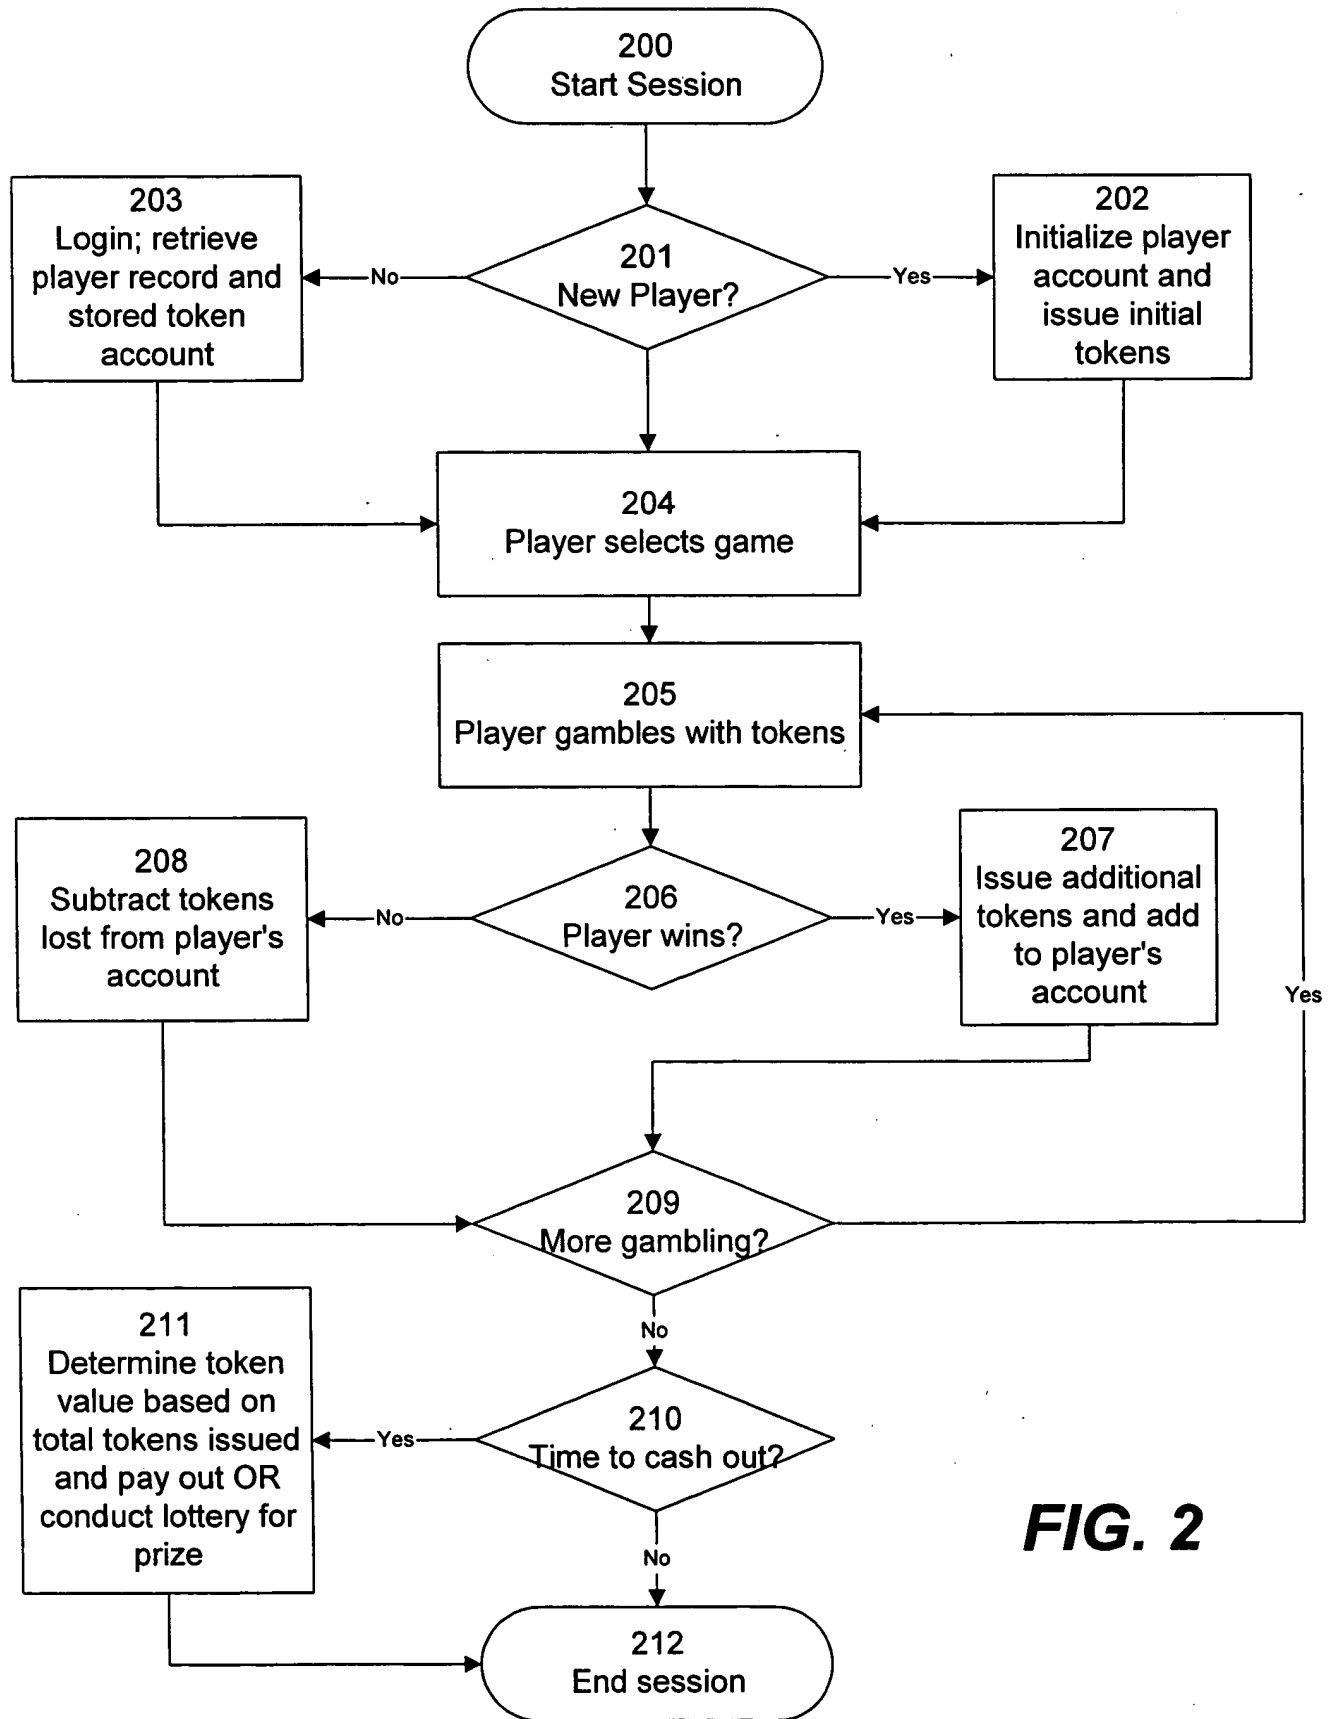 200
Start Session
203
Login; retrieve
player record and
stored token
account
No
201
New Player?
Yes
202
Initialize player
account and
issue initial
tokens
204
Player selects game
205
Player gambles with tokens
208
Subtract tokens
lost from player's
account
No
206
Player wins?
Yes
207
Issue additional
tokens and add
to player's
account
Yes
209
More gambling?
No
211
Determine token
value based on
total tokens issued
and pay out OR
conduct lottery for
prize
Yes
210
Time to cash out?
No
FIG. 2
212
End session